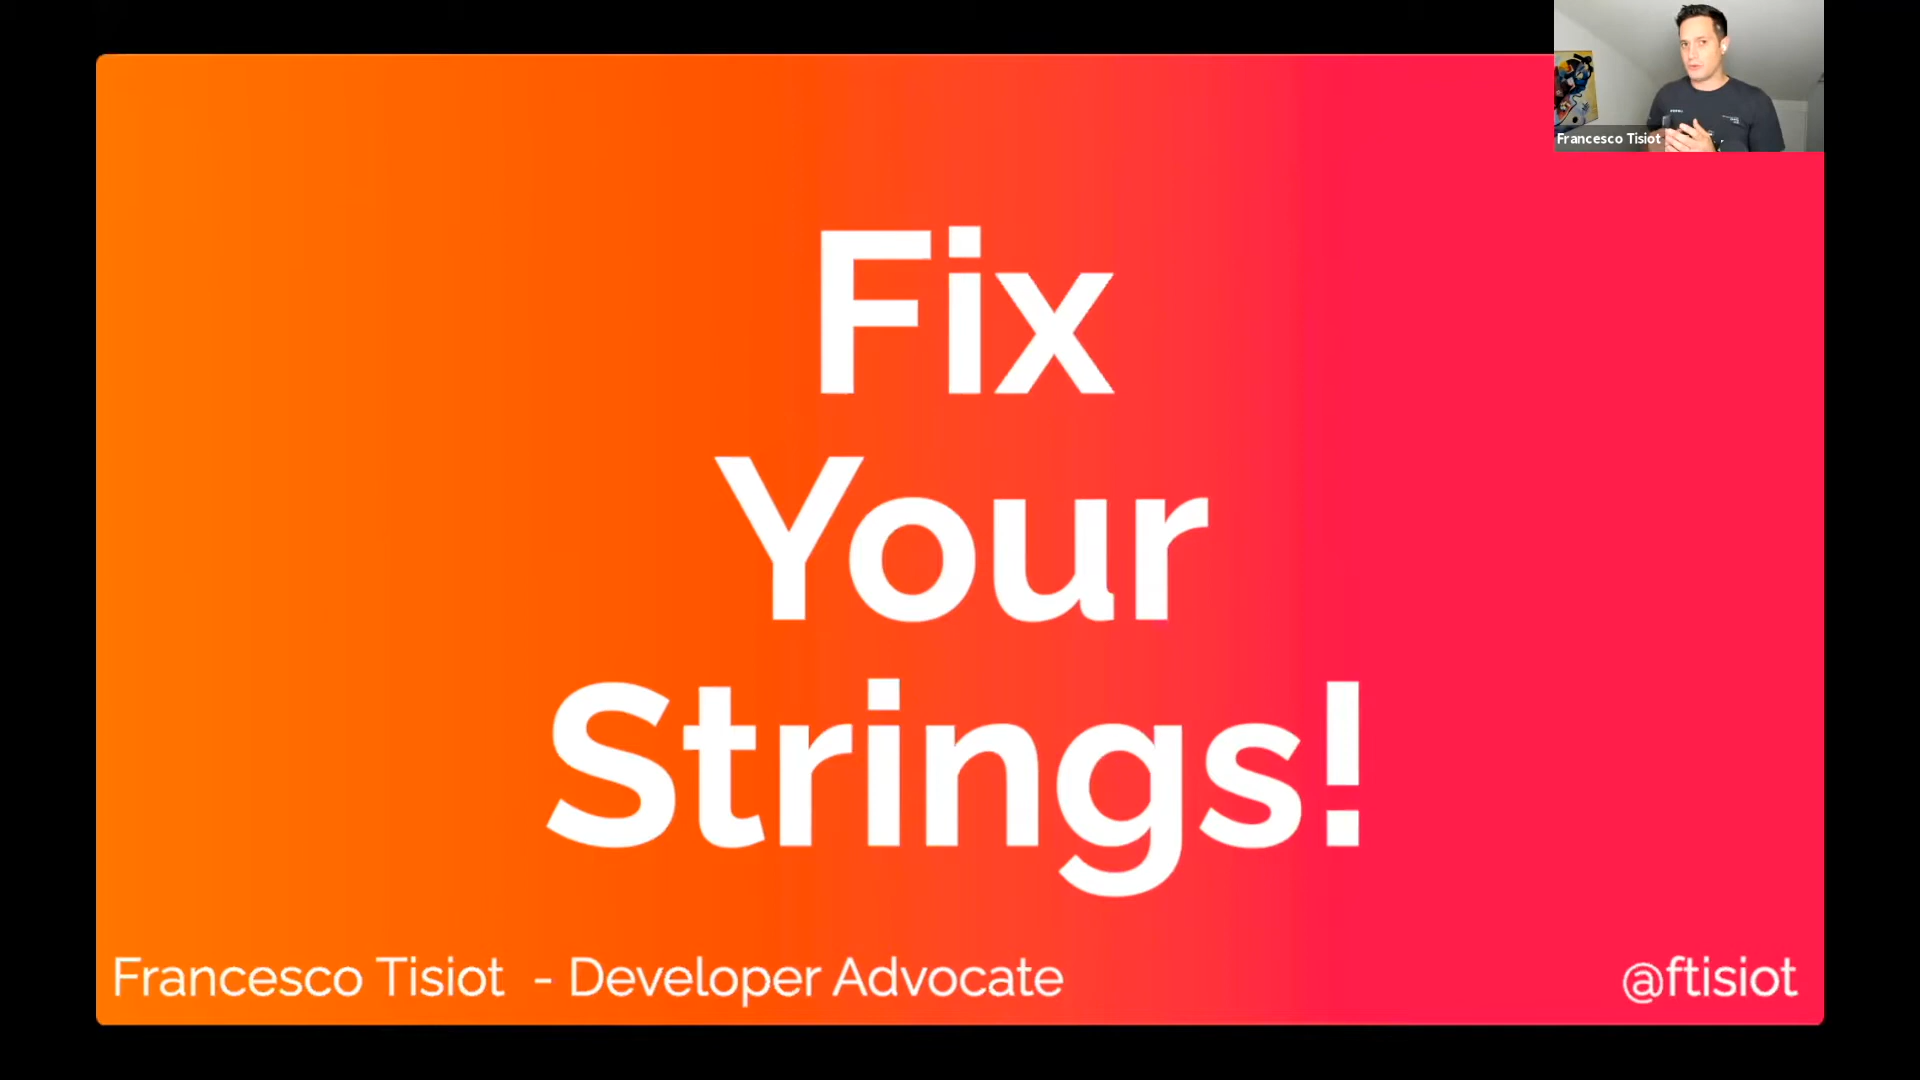 Francesco Tisiot
Fix
Your
Strings!
Francesco Tisiot - Developer Advocate
@ftisiot